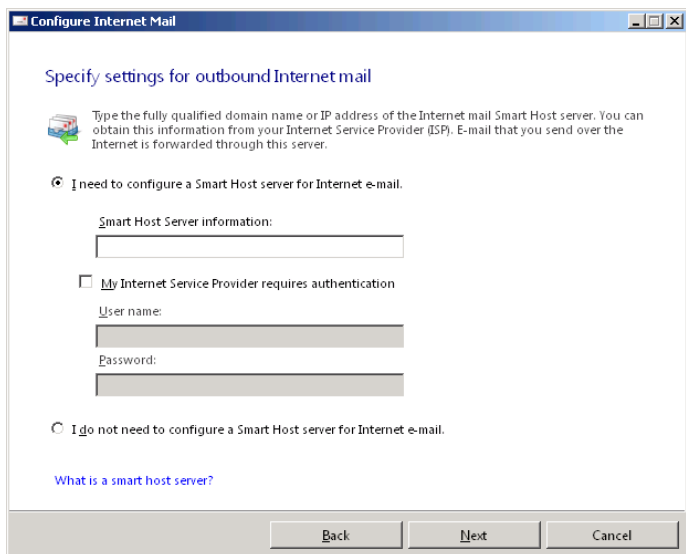 Configure Internet Mail
Specify settings for outbound Internet mail
Type the fully qualified domain name or IP address of the Internet mail Smart Host server. You can
obtain this information from your Internet Service Provider (ISP). E-mail that you send over the
Internet is forwarded through this server.
I need to configure a Smart Host server for Internet e-mail.
Smart Host Server information:
My Internet Service Provider requires authentication
User name:
Password:
I do not need to configure a Smart Host server for Internet e-mail.
What is a smart host server?
Back Next Cancel